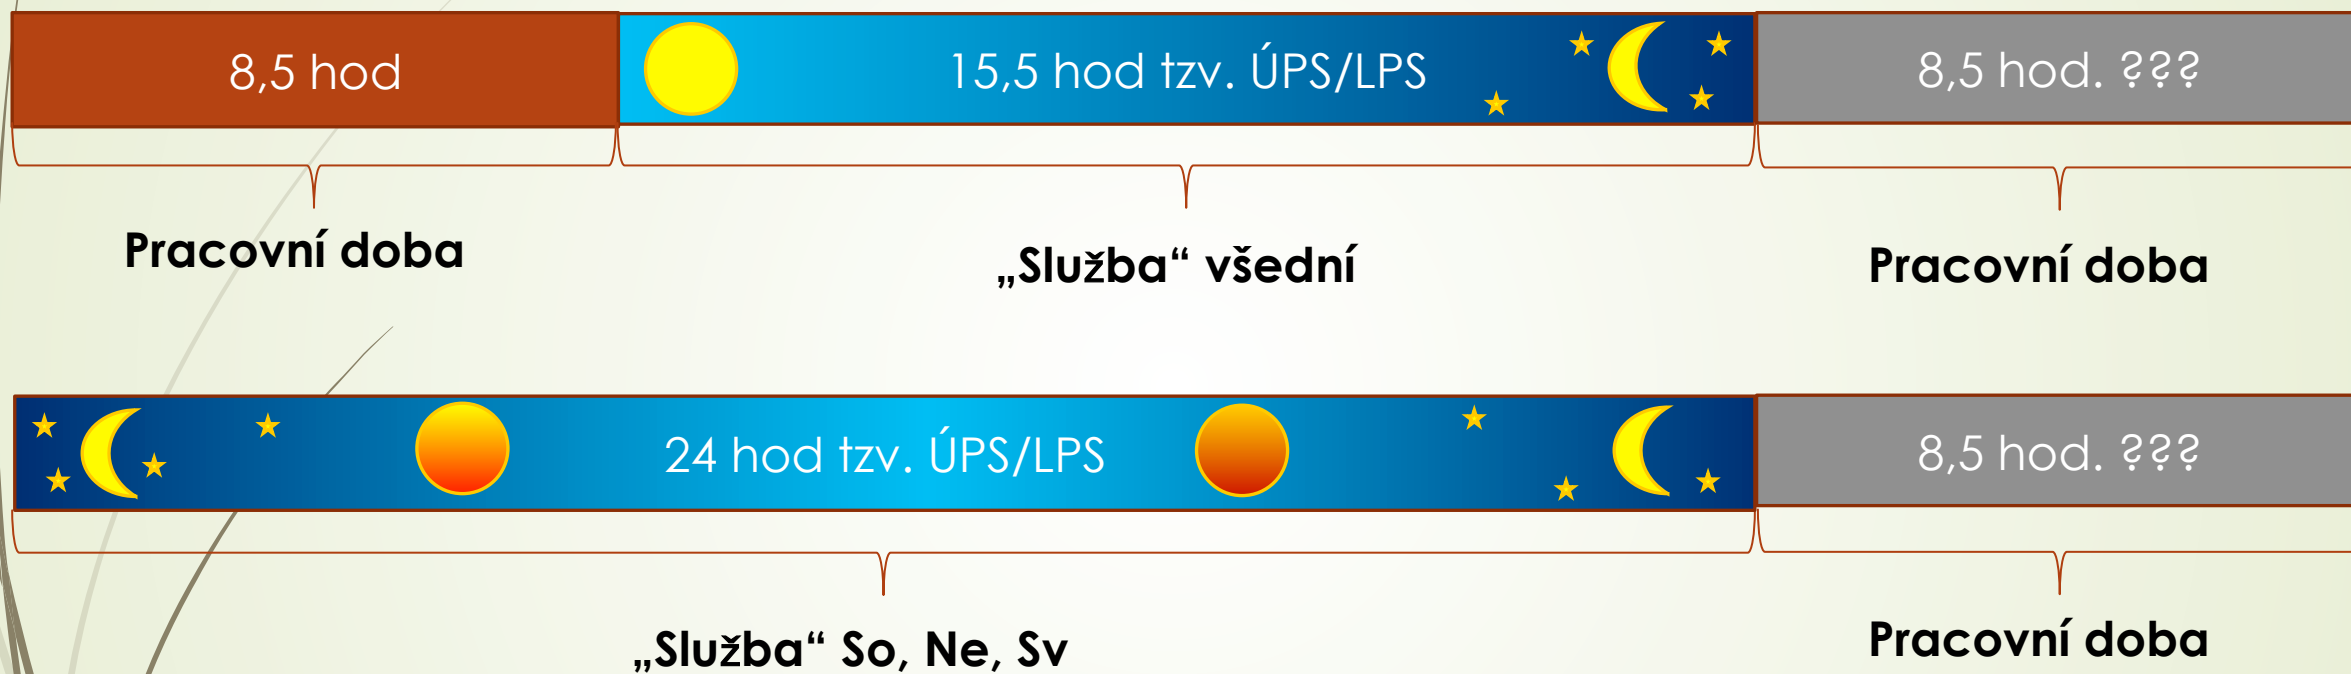 8,5 hod
15,5 hod tzv. ÚPS/LPS
8,5 hod. ???
Pracovní doba
„Služba“ všední
Pracovní doba
24 hod tzv. ÚPS/LPS
8,5 hod. ???
„Služba“ So, Ne, Sv
Pracovní doba